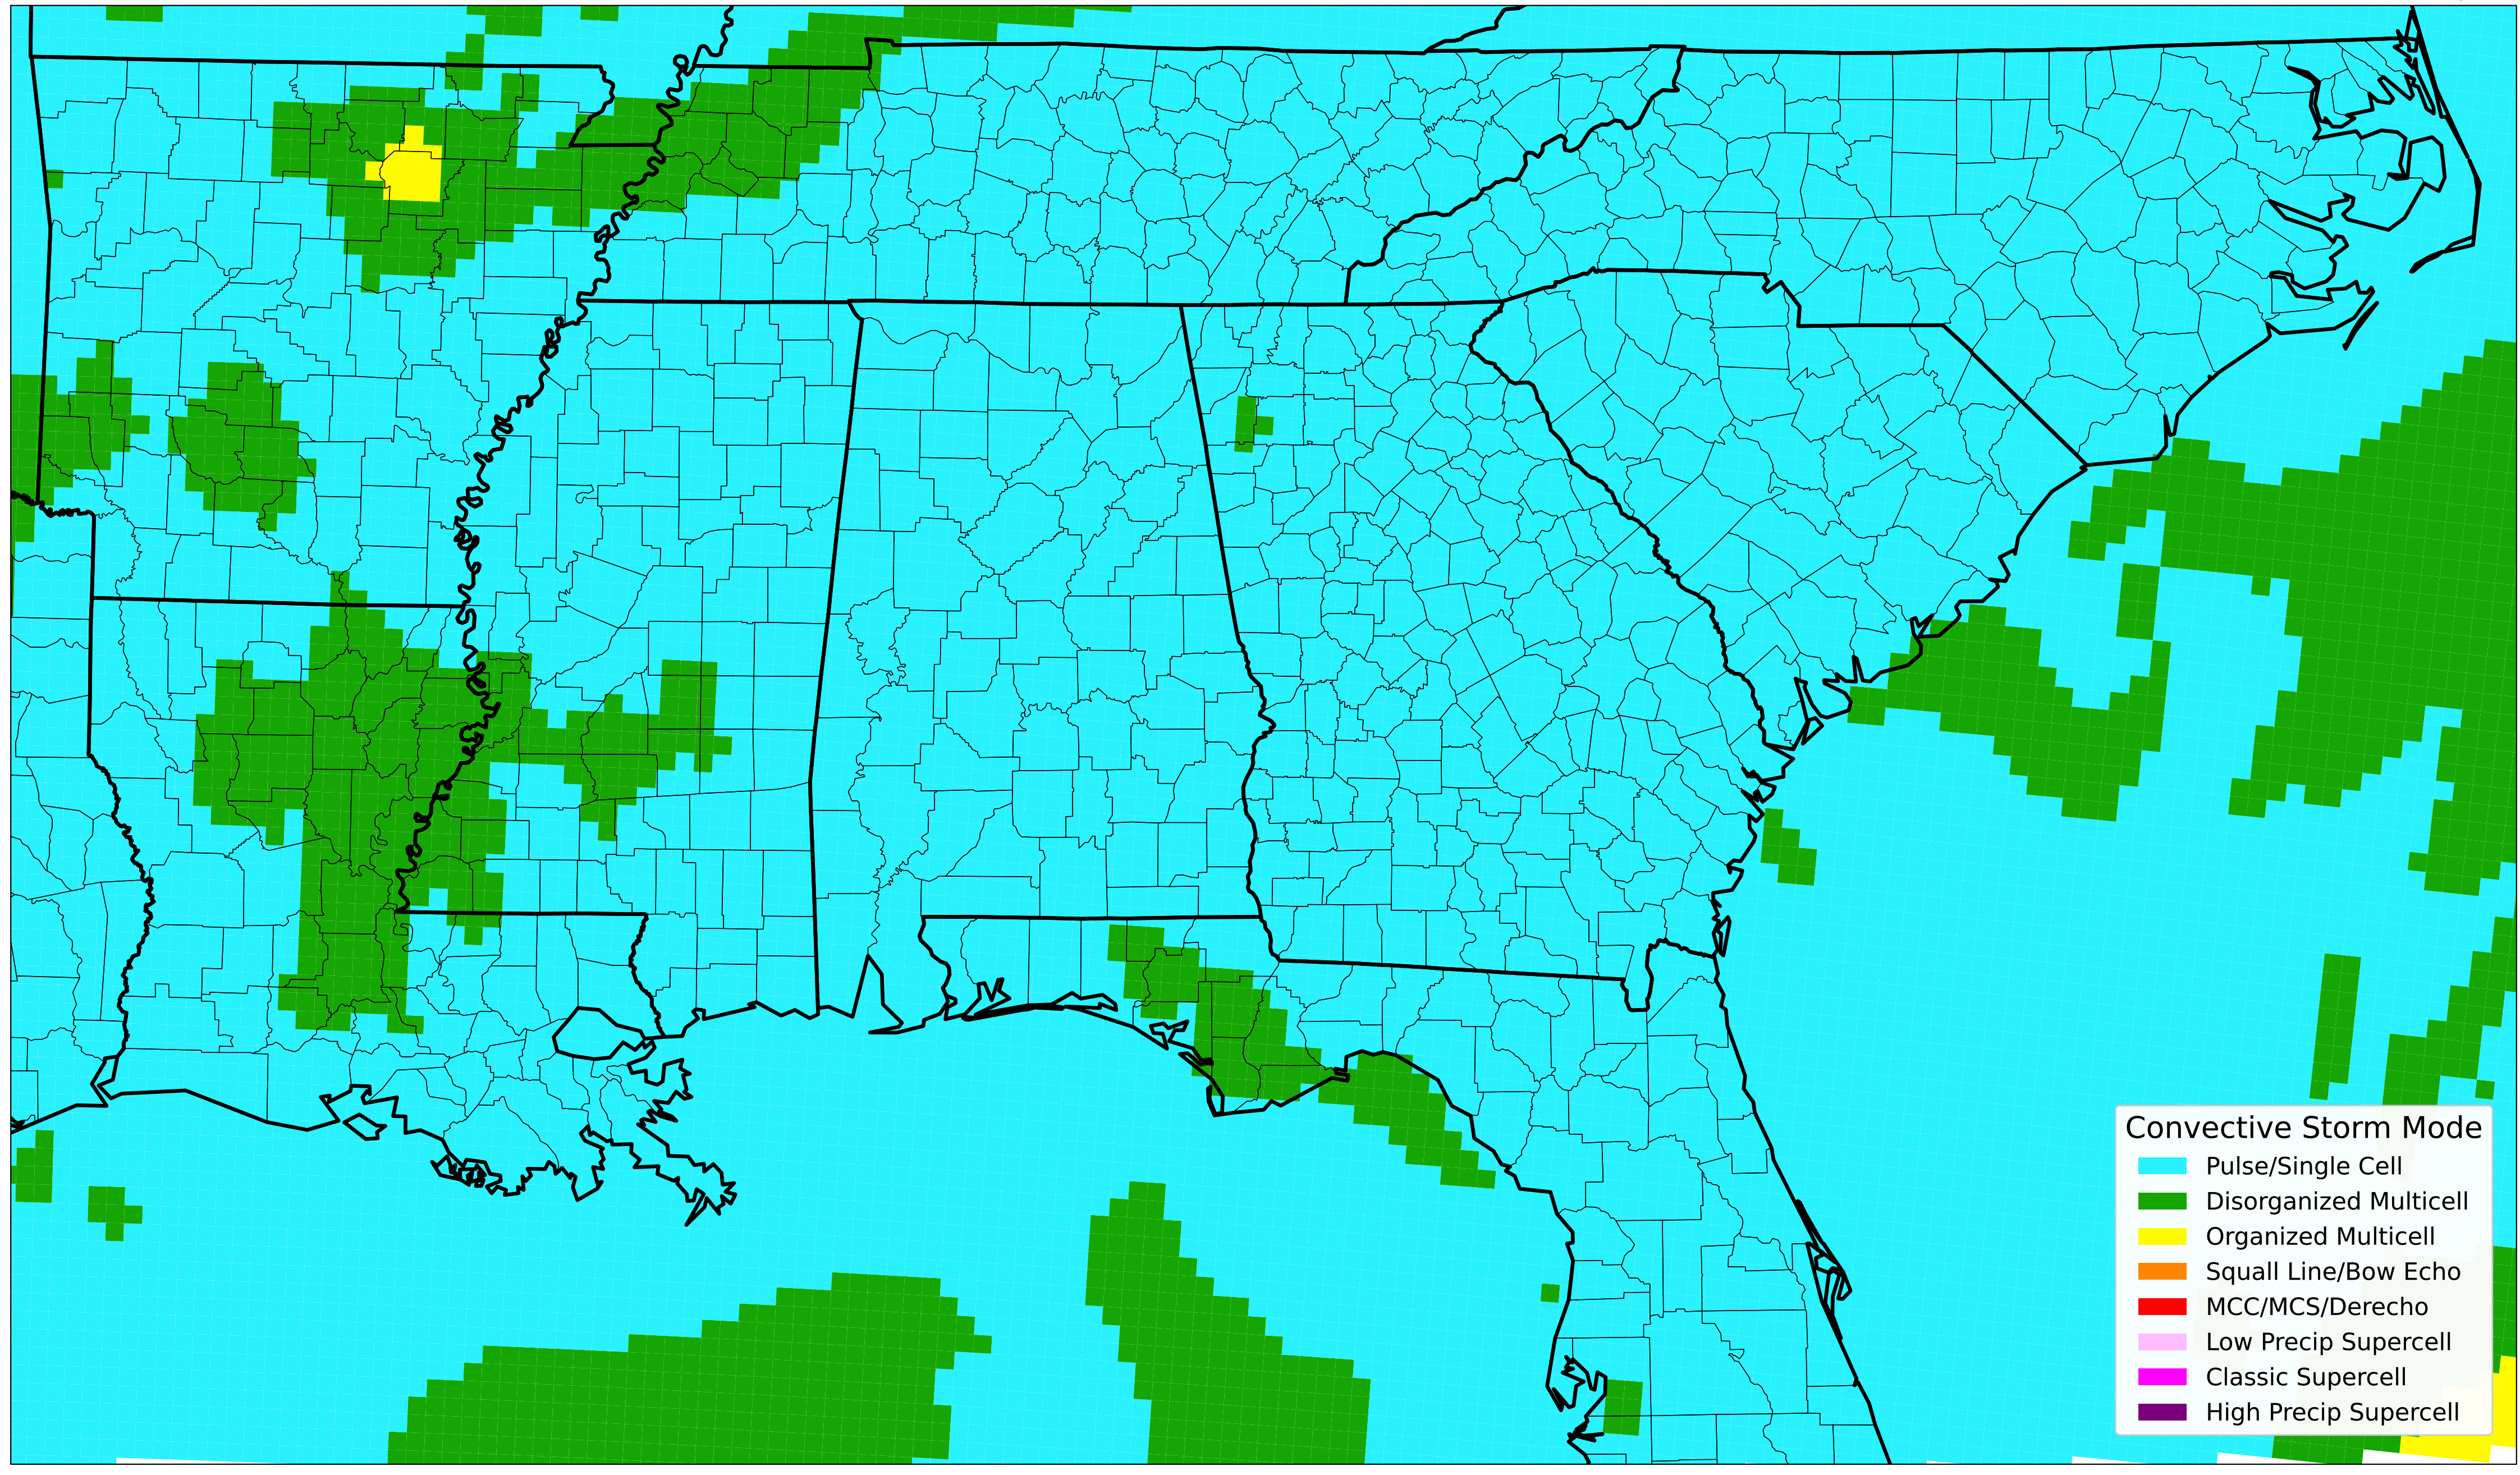 Convective Storm Mode
Pulse/Single Cell
Disorganized Multicell
Organized Multicell
Squall Line/Bow Echo
MCC/MCS/Derecho
Low Precip Supercell
Classic Supercell
High Precip Supercell